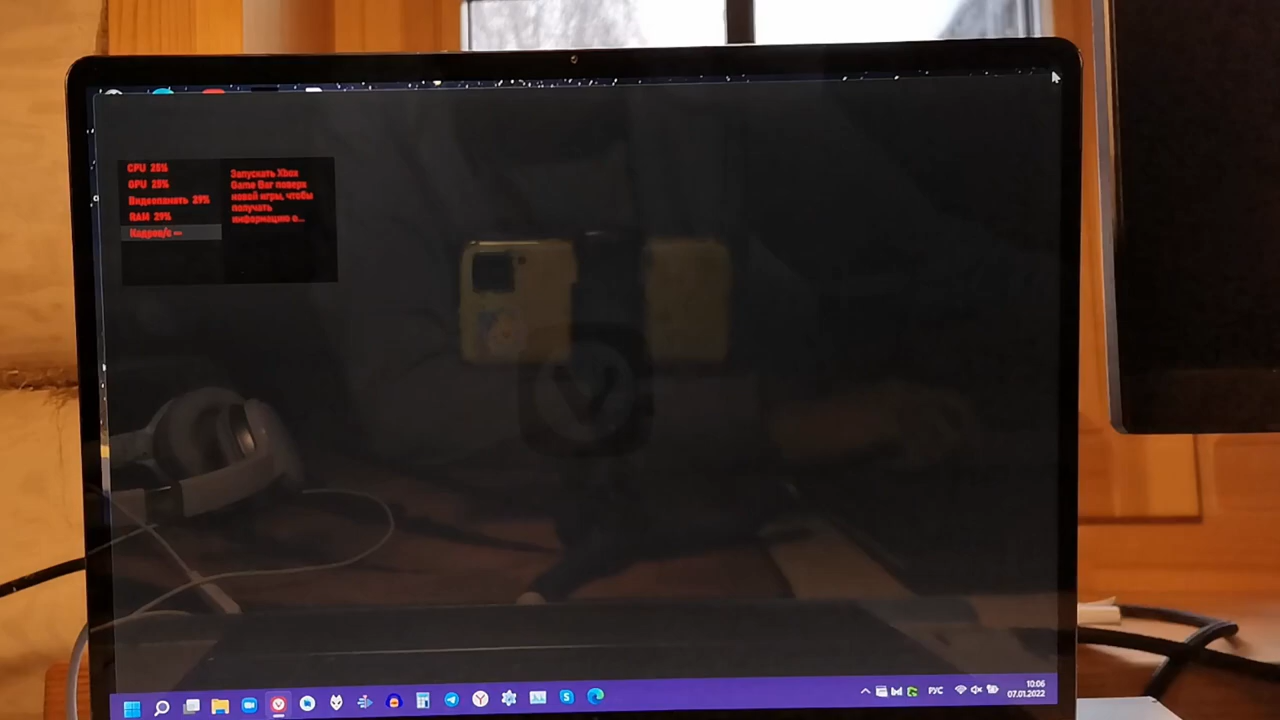 CPU 25%
GPU 25%
Видеопамять 29%
RAM 29%
Кадров/с --
Запускать Xbox
Game Bar поверх
новой игры, чтобы
получать
информацию о...
РУС
10:06
07.01.2022